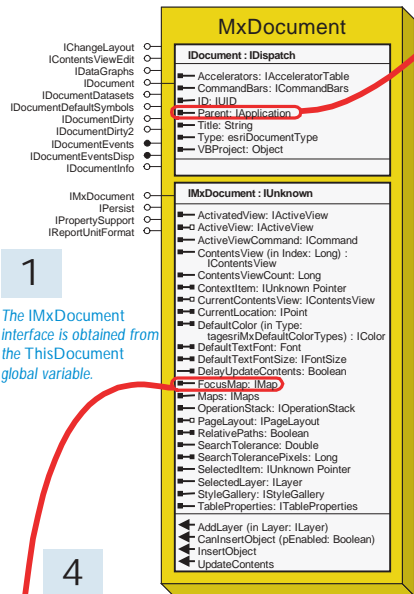 MxDocument
IChangeLayout
IContentsViewEdit
IDataGraphs
IDocument
IDocumentDatasets
IDocumentDefaultSymbols
IDocumentDirty
IDocumentDirty2
IDocumentEvents
IDocumentEventsDisp
IDocumentInfo
IDocument : IDispatch
Accelerators: IAcceleratorTable
CommandBars: ICommandBars
ID: IUID
Parent: IApplication
Title: String
Type: esriDocumentType
VBProject: Object
IMxDocument
IPersist
IPropertySupport
IReportUnitFormat
IMxDocument : IUnknown
ActivatedView: IActiveView
ActiveView: IActiveView
ActiveViewCommand: ICommand
ContentsView (in Index: Long) :
IContentsView
ContentsViewCount: Long
ContextItem: IUnknown Pointer
CurrentContentsView: IContentsView
CurrentLocation: IPoint
DefaultColor (in Type:
tagesriMxDefaultColorTypes) : IColor
DefaultTextFont: Font
DefaultTextFontSize: IFontSize
DelayUpdateContents: Boolean
FocusMap: IMap
Maps: IMaps
OperationStack: IOperationStack
PageLayout: IPageLayout
RelativePaths: Boolean
SearchTolerance: Double
SearchTolerancePixels: Long
SelectedItem: IUnknown Pointer
SelectedLayer: ILayer
StyleGallery: IStyleGallery
TableProperties: ITableProperties
AddLayer (in Layer: ILayer)
CanInsertObject (pEnabled: Boolean)
InsertObject
UpdateContents
1
The IMxDocument
interface is obtained from
the ThisDocument
global variable.
4